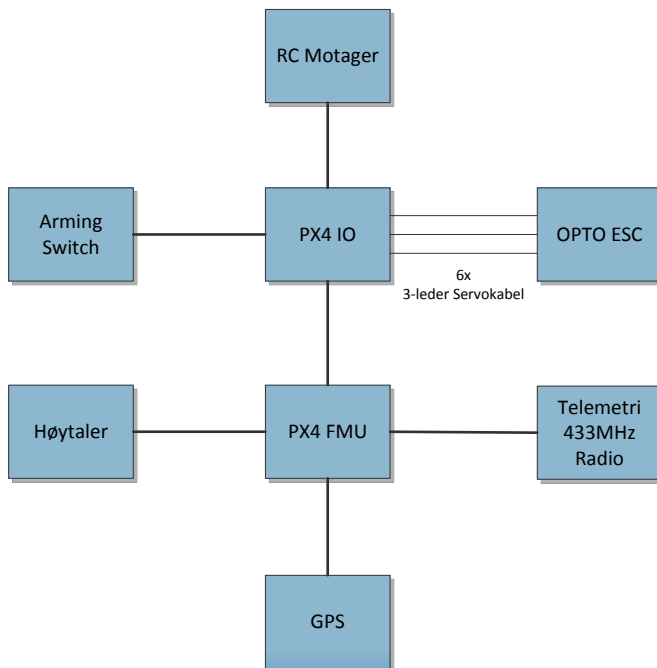 RC Motager
Arming
Switch
PX4 IO
OPTO ESC
6x
3-leder Servokabel
Høytaler
PX4 FMU
Telemetri
433MHz
Radio
GPS